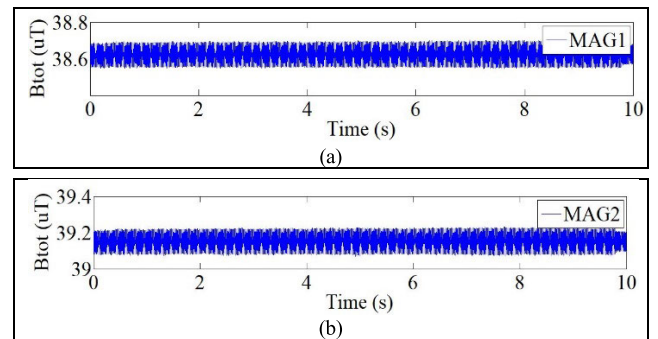 38.8
38.6
Btot (uT)
MAG1
0 2 4 6 8 10
Time (s)
(a)
39.4
39.2
39
Btot (uT)
MAG2
0 2 4 6 8 10
Time (s)
(b)